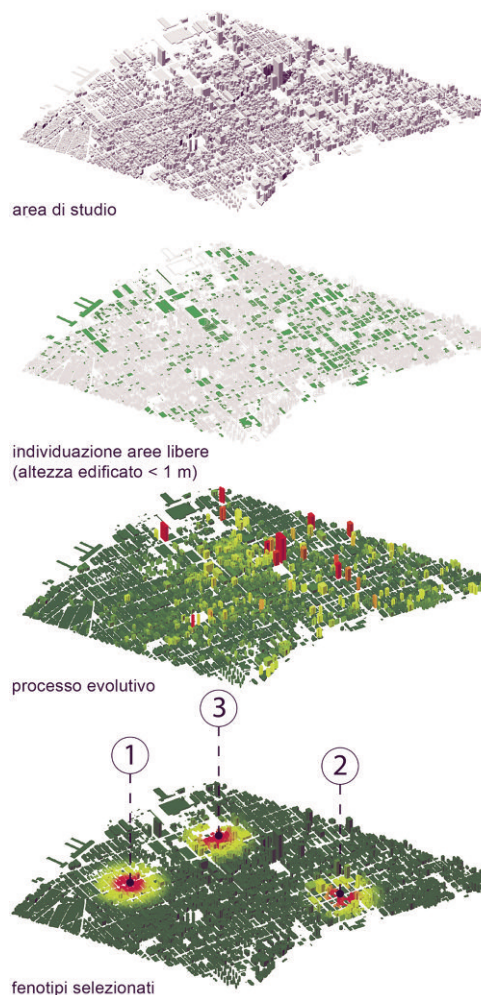 area di studio
individuazione aree libere
(altezza edificato < 1 m)
processo evolutivo
3
1
2
fenotipi selezionati